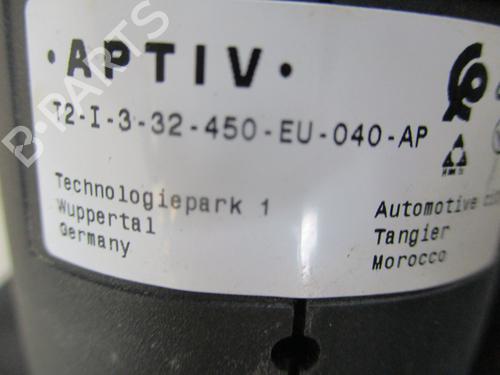 ·APTIV·
T2-I-3-32-450-EU-040-AP
Technologiepark 1
Wuppertal
Germany
Automotive
Tangier
Morocco
B-PARTS